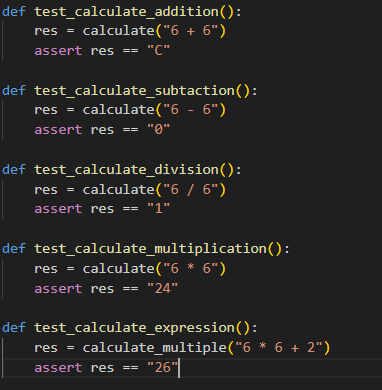 def test_calculate_addition():
    res = calculate("6 + 6")
    assert res == "C"
def test_calculate_subtaction():
    res = calculate("6 - 6")
    assert res == "0"
def test_calculate_division():
    res = calculate("6 / 6")
    assert res == "1"
def test_calculate_multiplication():
    res = calculate("6 * 6")
    assert res == "24"
def test_calculate_expression():
    res = calculate_multiple("6 * 6 + 2")
    assert res == "26"